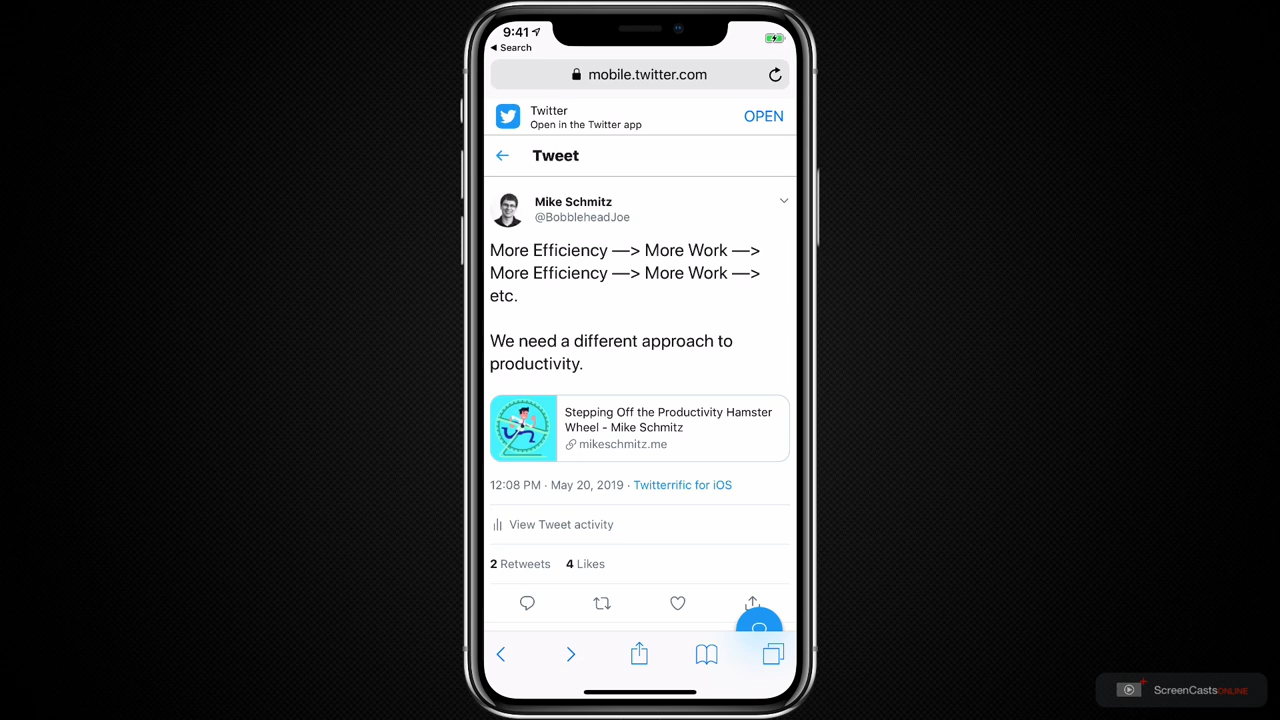 9:41
Search
mobile.twitter.com
Twitter
Open in the Twitter app
OPEN
Tweet
Mike Schmitz
@BobbleheadJoe
More Efficiency —> More Work —>
More Efficiency —> More Work —>
etc.
We need a different approach to
productivity.
Stepping Off the Productivity Hamster
Wheel - Mike Schmitz
mikeschmitz.me
12:08 PM · May 20, 2019 · Twitterrific for iOS
View Tweet activity
2 Retweets 4 Likes
ScreenCastsONLINE